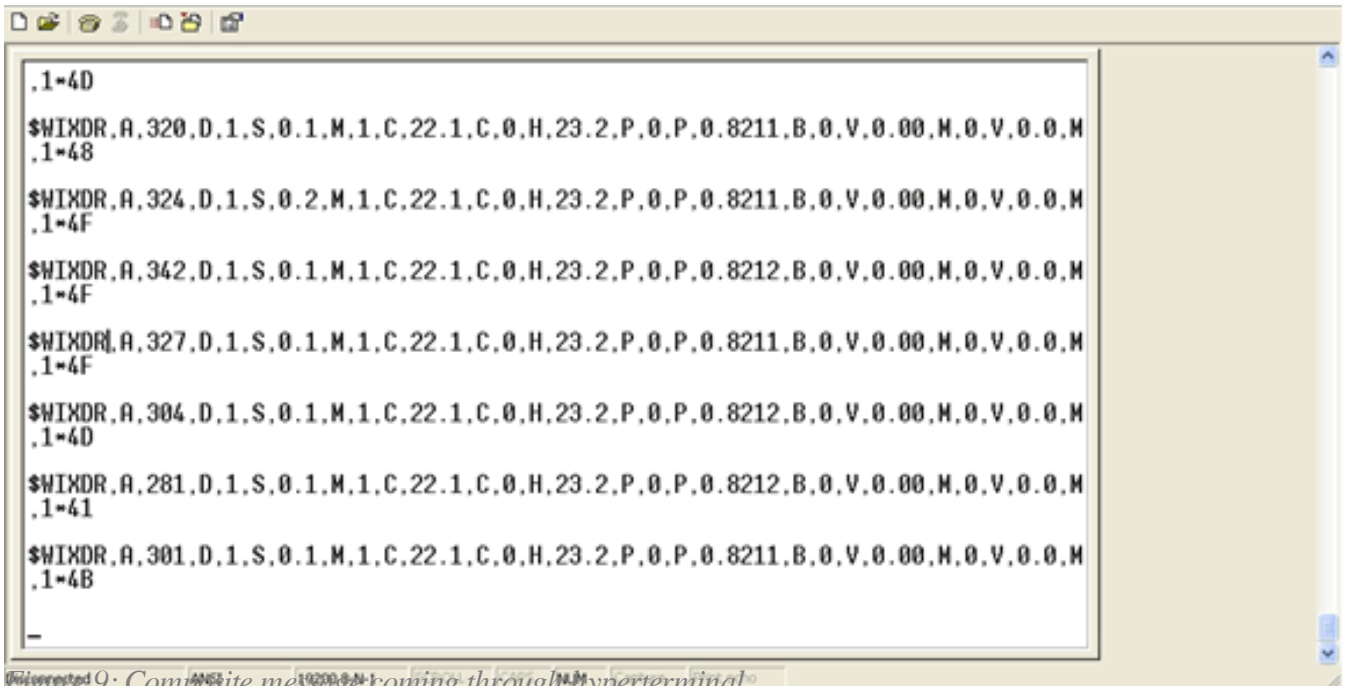 ,1*4D
$WIXDR,A,320,D,1,S,0.1,M,1,C,22.1,C,0,H,23.2,P,0,P,0.8211,B,0,V,0.00,M,0,V,0.0,M
,1*48
$WIXDR,A,324,D,1,S,0.2,M,1,C,22.1,C,0,H,23.2,P,0,P,0.8211,B,0,V,0.00,M,0,V,0.0,M
,1*4F
$WIXDR,A,342,D,1,S,0.1,M,1,C,22.1,C,0,H,23.2,P,0,P,0.8212,B,0,V,0.00,M,0,V,0.0,M
,1*4F
$WIXDR,A,327,D,1,S,0.1,M,1,C,22.1,C,0,H,23.2,P,0,P,0.8211,B,0,V,0.00,M,0,V,0.0,M
,1*4F
$WIXDR,A,304,D,1,S,0.1,M,1,C,22.1,C,0,H,23.2,P,0,P,0.8212,B,0,V,0.00,M,0,V,0.0,M
,1*4D
$WIXDR,A,281,D,1,S,0.1,M,1,C,22.1,C,0,H,23.2,P,0,P,0.8212,B,0,V,0.00,M,0,V,0.0,M
,1*41
$WIXDR,A,301,D,1,S,0.1,M,1,C,22.1,C,0,H,23.2,P,0,P,0.8211,B,0,V,0.00,M,0,V,0.0,M
,1*4B
_
Figure 9: Composite message coming through hyperterminal
NUM